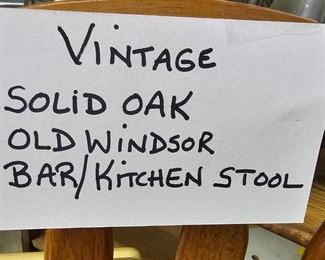 VINTAGE
SOLID OAK
OLD WINDSOR
BAR/KITCHEN STOOL